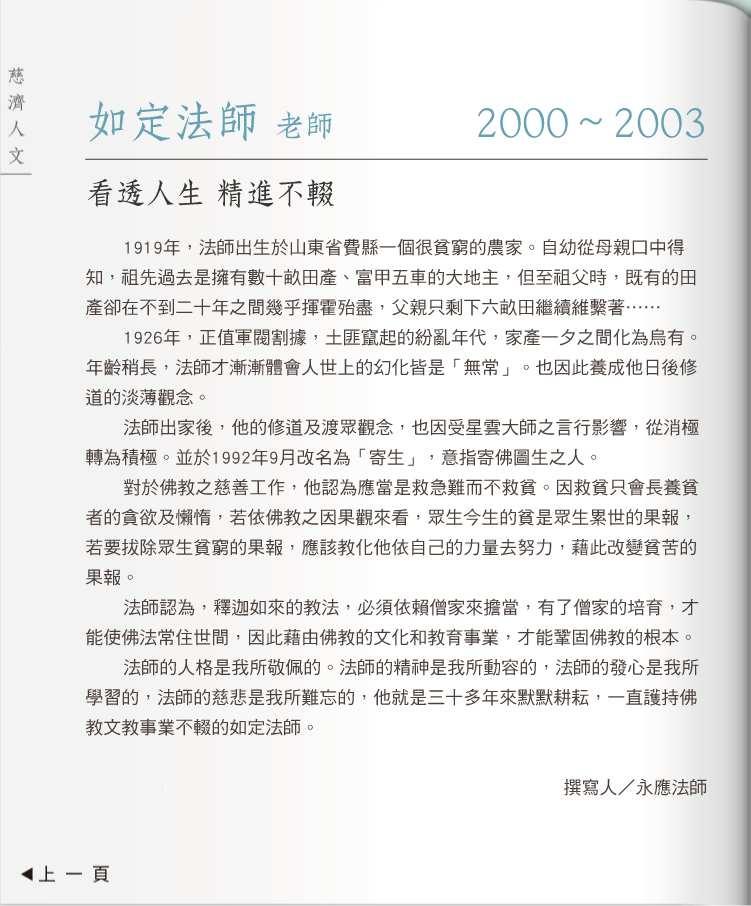 慈濟人文
如定法師 老師 2000～2003
看透人生 精進不輟
1919年，法師出生於山東省費縣一個很貧窮的農家。自幼從母親口中得
知，祖先過去是擁有數十畝田產、富甲五車的大地主，但至祖父時，既有的田
產卻在不到二十年之間幾乎揮霍殆盡，父親只剩下六畝田繼續維繫著⋯⋯
1926年，正值軍閥割據，土匪竄起的紛亂年代，家產一夕之間化為烏有。
年齡稍長，法師才漸漸體會人世上的幻化皆是「無常」。也因此養成他日後修
道的淡薄觀念。
法師出家後，他的修道及渡眾觀念，也因受星雲大師之言行影響，從消極
轉為積極。並於1992年9月改名為「寄生」，意指寄佛圖生之人。
對於佛教之慈善工作，他認為應當是救急難而不救貧。因救貧只會長養貧
者的貪欲及懶惰，若依佛教之因果觀來看，眾生今生的貧是眾生累世的果報，
若要拔除眾生貧窮的果報，應該教化他依自己的力量去努力，藉此改變貧苦的
果報。
法師認為，釋迦如來的教法，必須依賴僧家來擔當，有了僧家的培育，才
能使佛法常住世間，因此藉由佛教的文化和教育事業，才能鞏固佛教的根本。
法師的人格是我所敬佩的。法師的精神是我所動容的，法師的發心是我所
學習的，法師的慈悲是我所難忘的，他就是三十多年來默默耕耘，一直護持佛
教文教事業不輟的如定法師。
撰寫人／永應法師
◀上一頁